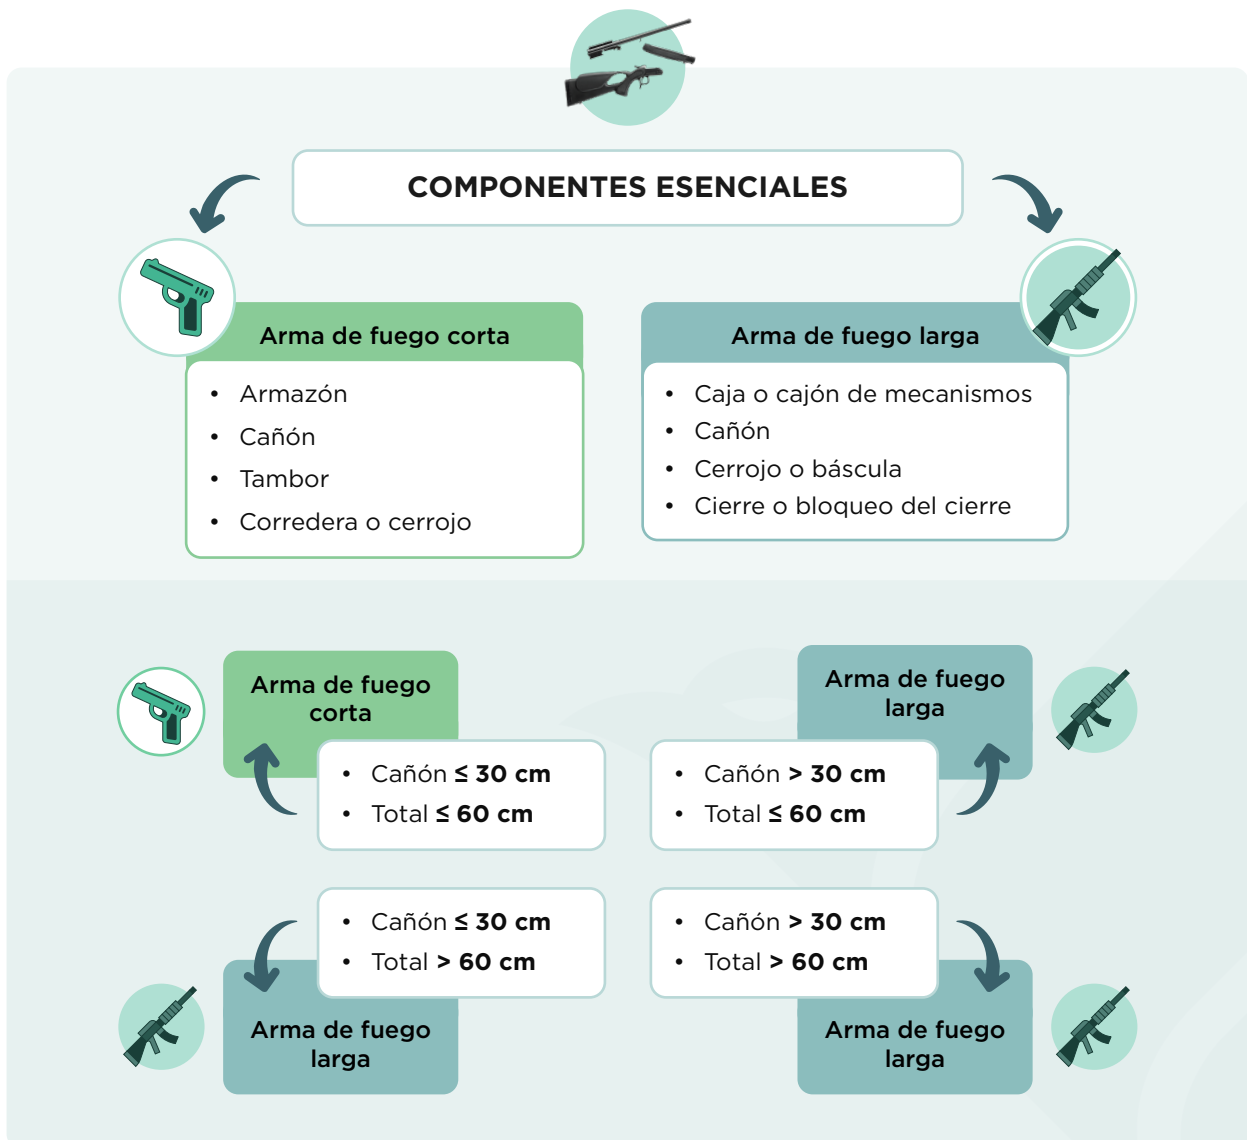 COMPONENTES ESENCIALES
Arma de fuego corta
• Armazón
• Cañón
• Tambor
• Corredera o cerrojo
Arma de fuego larga
• Caja o cajón de mecanismos
• Cañón
• Cerrojo o báscula
• Cierre o bloqueo del cierre
Arma de fuego
corta
• Cañón ≤ 30 cm
• Total ≤ 60 cm
Arma de fuego
larga
• Cañón > 30 cm
• Total ≤ 60 cm
• Cañón ≤ 30 cm
• Total > 60 cm
Arma de fuego
larga
• Cañón > 30 cm
• Total > 60 cm
Arma de fuego
larga